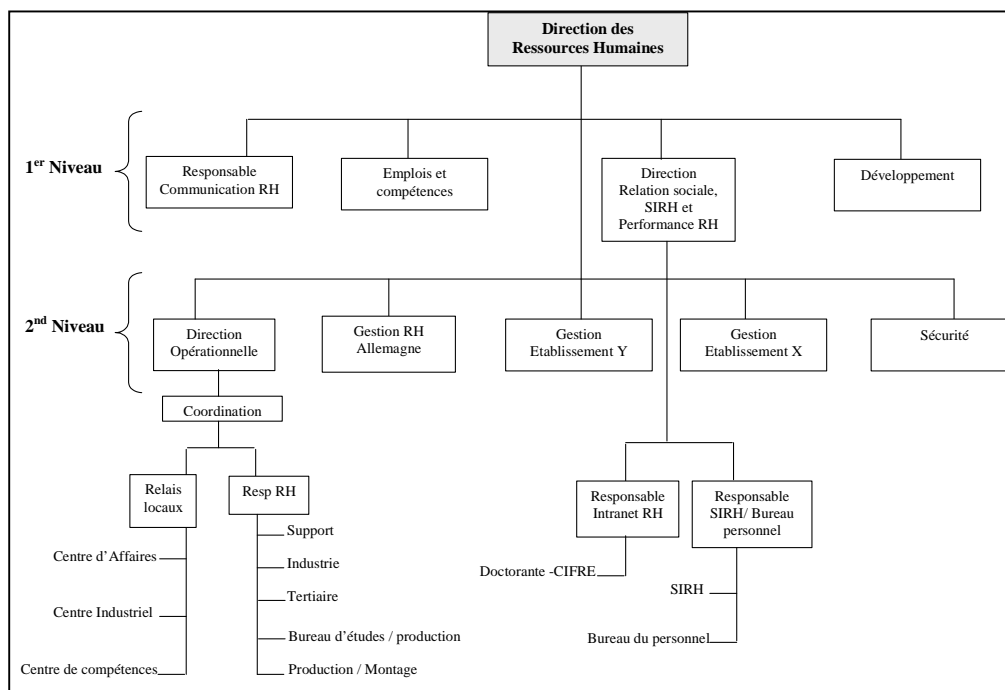 Direction des
Ressources Humaines
1er Niveau
Responsable
Communication RH
Emplois et
compétences
Direction
Relation sociale,
SIRH et
Performance RH
Développement
2nd Niveau
Direction
Opérationnelle
Gestion RH
Allemagne
Gestion
Etablissement Y
Gestion
Etablissement X
Sécurité
Coordination
Relais
locaux
Resp RH
Responsable
Intranet RH
Responsable
SIRH/ Bureau
personnel
Centre d’Affaires
Centre Industriel
Centre de compétences
Support
Industrie
Tertiaire
Bureau d’études / production
Production / Montage
Doctorante -CIFRE
SIRH
Bureau du personnel